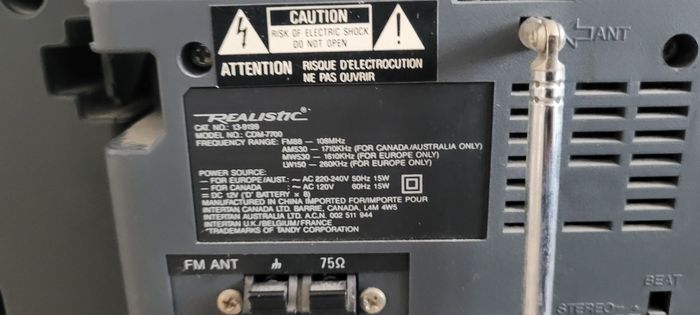 CAUTION
RISK OF ELECTRIC SHOCK
DO NOT OPEN
ATTENTION RISQUE D'ELECTROCUTION
NE PAS OUVRIR
ANT
REALISTIC®
CAT. NO.: 13-9199
MODEL NO.: CDM-7700
FREQUENCY RANGE: FM88 — 108MHz
AM530 — 1710KHz (FOR CANADA/AUSTRALIA ONLY)
MW530 — 1610KHz (FOR EUROPE ONLY)
LW150 — 260KHz (FOR EUROPE ONLY)
POWER SOURCE:
— FOR EUROPE/AUST.: ~ AC 220-240V 50Hz 15W
— FOR CANADA : ~ AC 120V 60Hz 15W
= DC 12V ('D' BATTERY × 8)
MANUFACTURED IN CHINA IMPORTED FOR/IMPORTE POUR
INTERTAN CANADA LTD. BARRIE, CANADA, L4M 4W5
INTERTAN AUSTRALIA LTD. A.C.N. 002 511 944
INTERTAN U.K./BELGIUM/FRANCE
*TRADEMARKS OF TANDY CORPORATION
FM ANT 75Ω
BEAT
STEREO